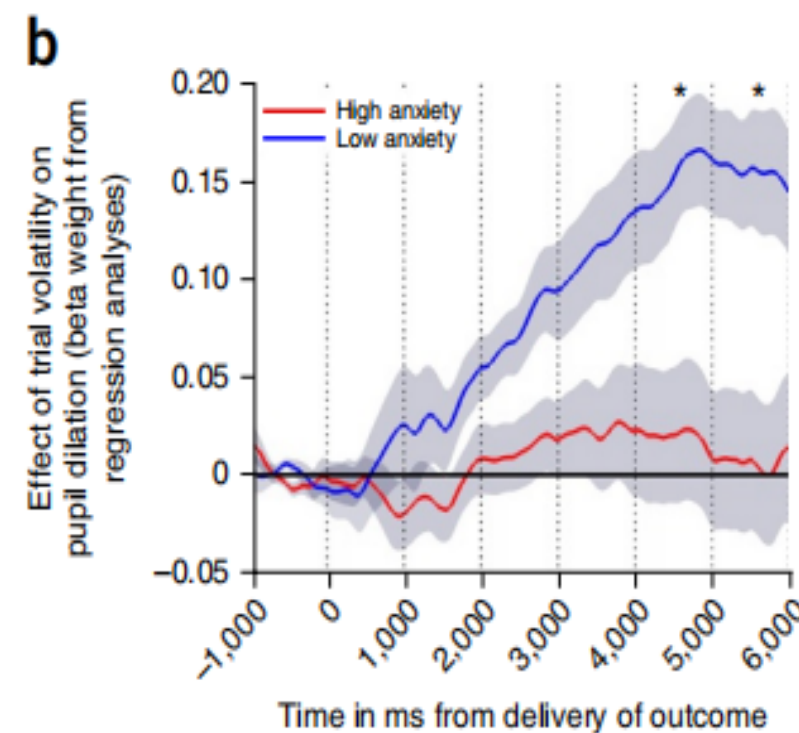 b
Effect of trial volatility on
pupil dilation (beta weight from
regression analyses)
0.20
0.15
0.10
0.05
0
–0.05
High anxiety
Low anxiety
*
*
–1,000
0
1,000
2,000
3,000
4,000
5,000
6,000
Time in ms from delivery of outcome